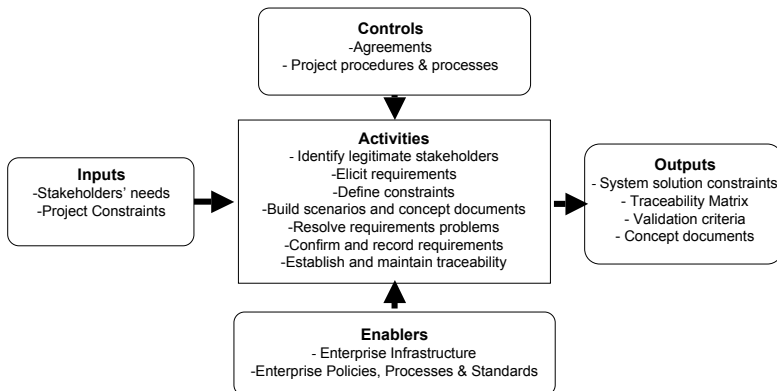 Controls
-Agreements
- Project procedures & processes
Inputs
-Stakeholders' needs
-Project Constraints
Activities
- Identify legitimate stakeholders
-Elicit requirements
-Define constraints
-Build scenarios and concept documents
-Resolve requirements problems
-Confirm and record requirements
-Establish and maintain traceability
Outputs
- System solution constraints
- Traceability Matrix
- Validation criteria
- Concept documents
Enablers
- Enterprise Infrastructure
-Enterprise Policies, Processes & Standards